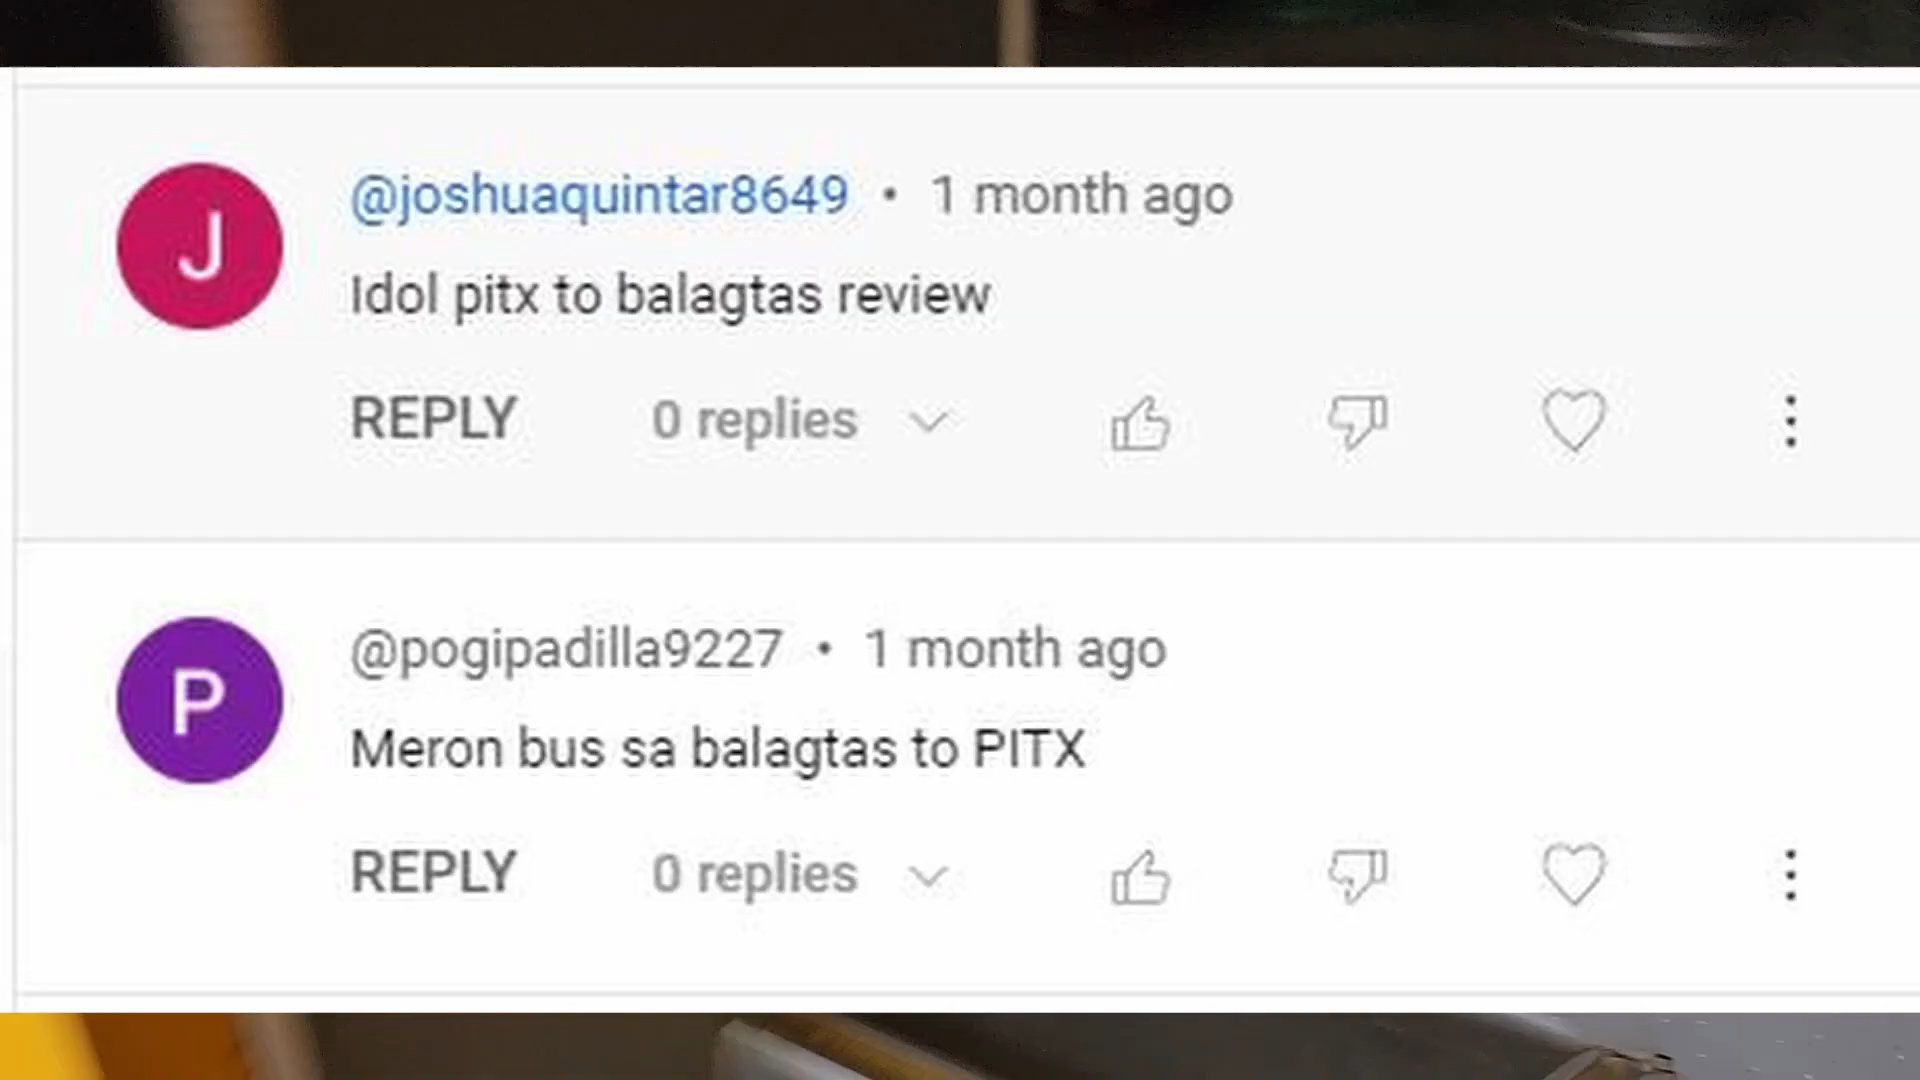 J
@joshuaquintar8649 • 1 month ago
Idol pitx to balagtas review
REPLY 0 replies
P
@pogipadilla9227 • 1 month ago
Meron bus sa balagtas to PITX
REPLY 0 replies